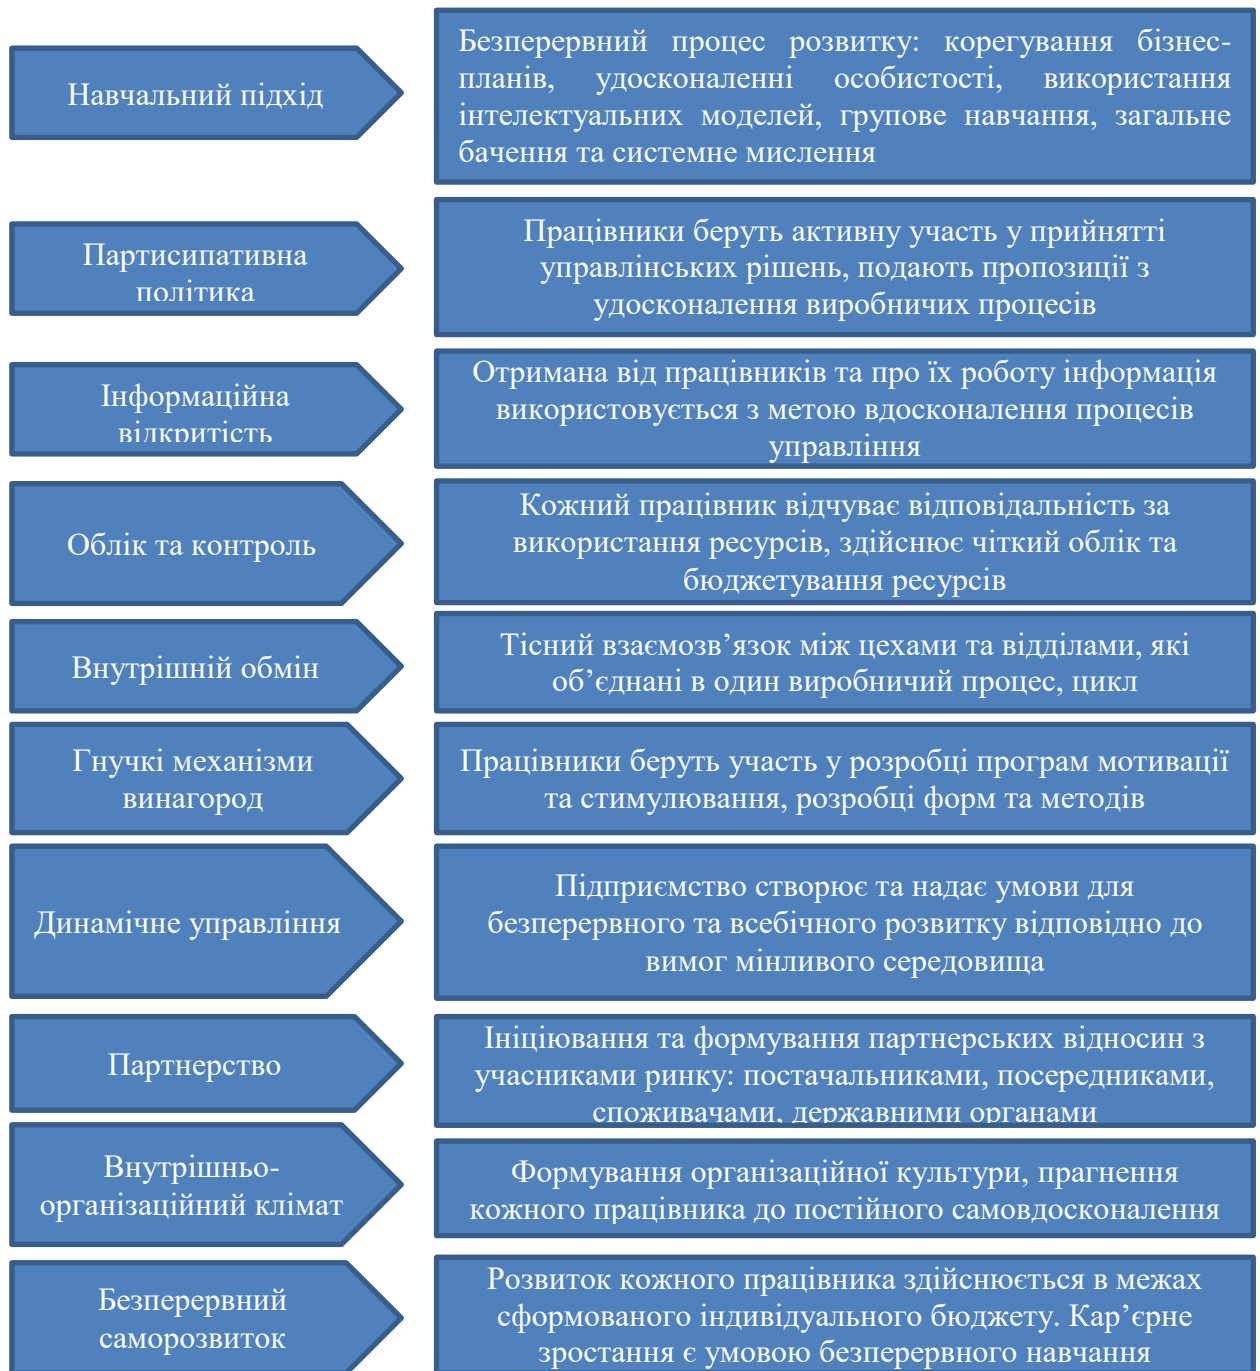 Навчальний підхід
Безперервний процес розвитку: корегування бізнес-
планів, удосконаленні особистості, використання
інтелектуальних моделей, групове навчання, загальне
бачення та системне мислення
Партисипативна
політика
Працівники беруть активну участь у прийнятті
управлінських рішень, подають пропозиції з
удосконалення виробничих процесів
Інформаційна
відкритість
Отримана від працівників та про їх роботу інформація
використовується з метою вдосконалення процесів
управління
Облік та контроль
Кожний працівник відчуває відповідальність за
використання ресурсів, здійснює чіткий облік та
бюджетування ресурсів
Внутрішній обмін
Тісний взаємозв’язок між цехами та відділами, які
об’єднані в один виробничий процес, цикл
Гнучкі механізми
винагород
Працівники беруть участь у розробці програм мотивації
та стимулювання, розробці форм та методів
Динамічне управління
Підприємство створює та надає умови для
безперервного та всебічного розвитку відповідно до
вимог мінливого середовища
Партнерство
Ініціювання та формування партнерських відносин з
учасниками ринку: постачальниками, посередниками,
споживачами, державними органами
Внутрішньо-
організаційний клімат
Формування організаційної культури, прагнення
кожного працівника до постійного самовдосконалення
Безперервний
саморозвиток
Розвиток кожного працівника здійснюється в межах
сформованого індивідуального бюджету. Кар’єрне
зростання є умовою безперервного навчання